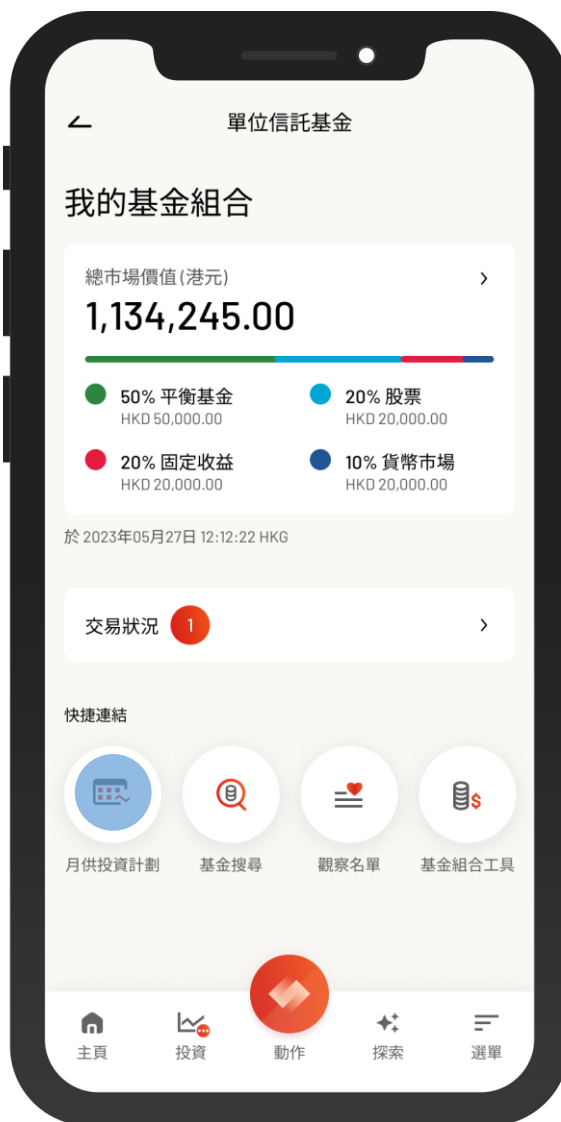 單位信託基金
我的基金組合
總市場價值(港元)
1,134,245.00
50% 平衡基金
HKD 50,000.00
20% 股票
HKD 20,000.00
20% 固定收益
HKD 20,000.00
10% 貨幣市場
HKD 20,000.00
於 2023年05月27日 12:12:22 HKG
交易狀況 1
快捷連結
月供投資計劃 基金搜尋 觀察名單 基金組合工具
主頁 投資 動作 探索 選單